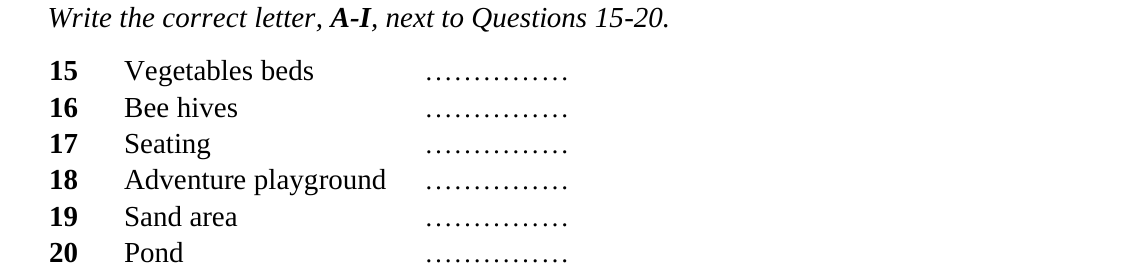 Write the correct letter, A-I, next to Questions 15-20.
15 Vegetables beds ...............
16 Bee hives ...............
17 Seating ...............
18 Adventure playground ...............
19 Sand area ...............
20 Pond ...............